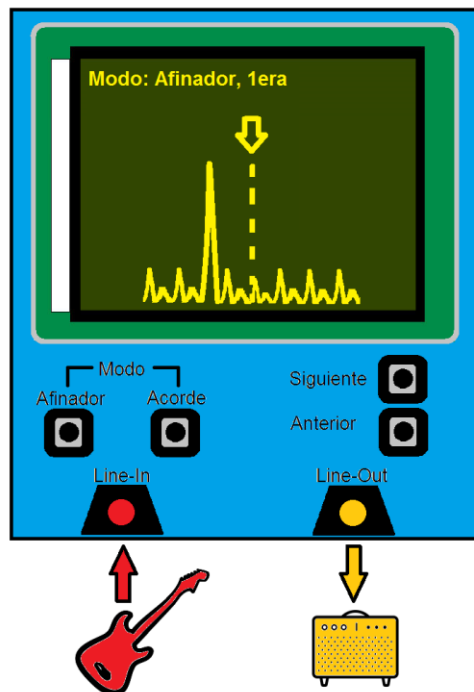 Modo: Afinador, 1era
Modo
Afinador Acorde
Siguiente
Anterior
Line-In
Line-Out